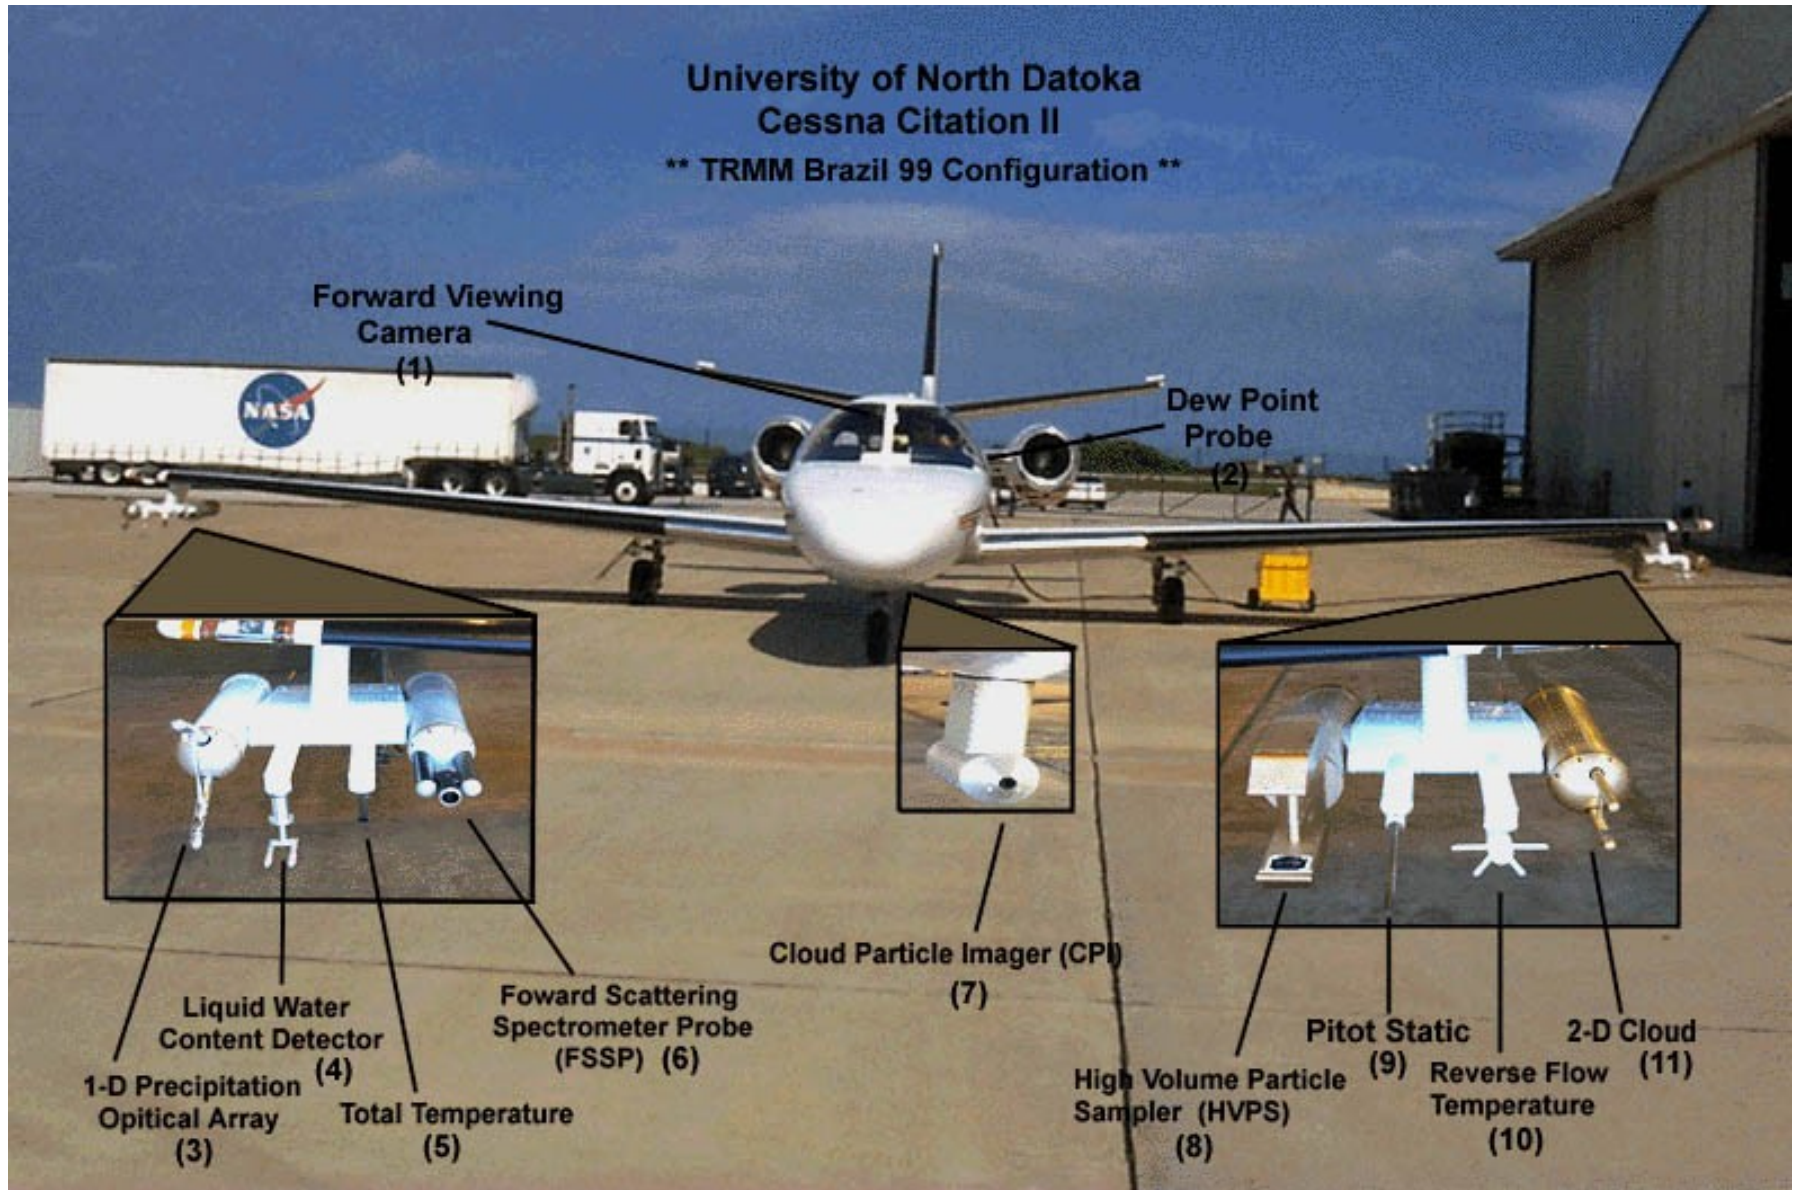 University of North Datoka
Cessna Citation II
** TRMM Brazil 99 Configuration **
Forward Viewing
Camera
(1)
NASA
Dew Point
Probe
(2)
Cloud Particle Imager (CPI)
(7)
Liquid Water
Content Detector
(4)
Foward Scattering
Spectrometer Probe
(FSSP) (6)
1-D Precipitation
Opitical Array
(3)
Total Temperature
(5)
High Volume Particle
Sampler (HVPS)
(8)
Pitot Static
(9)
Reverse Flow
Temperature
(10)
2-D Cloud
(11)